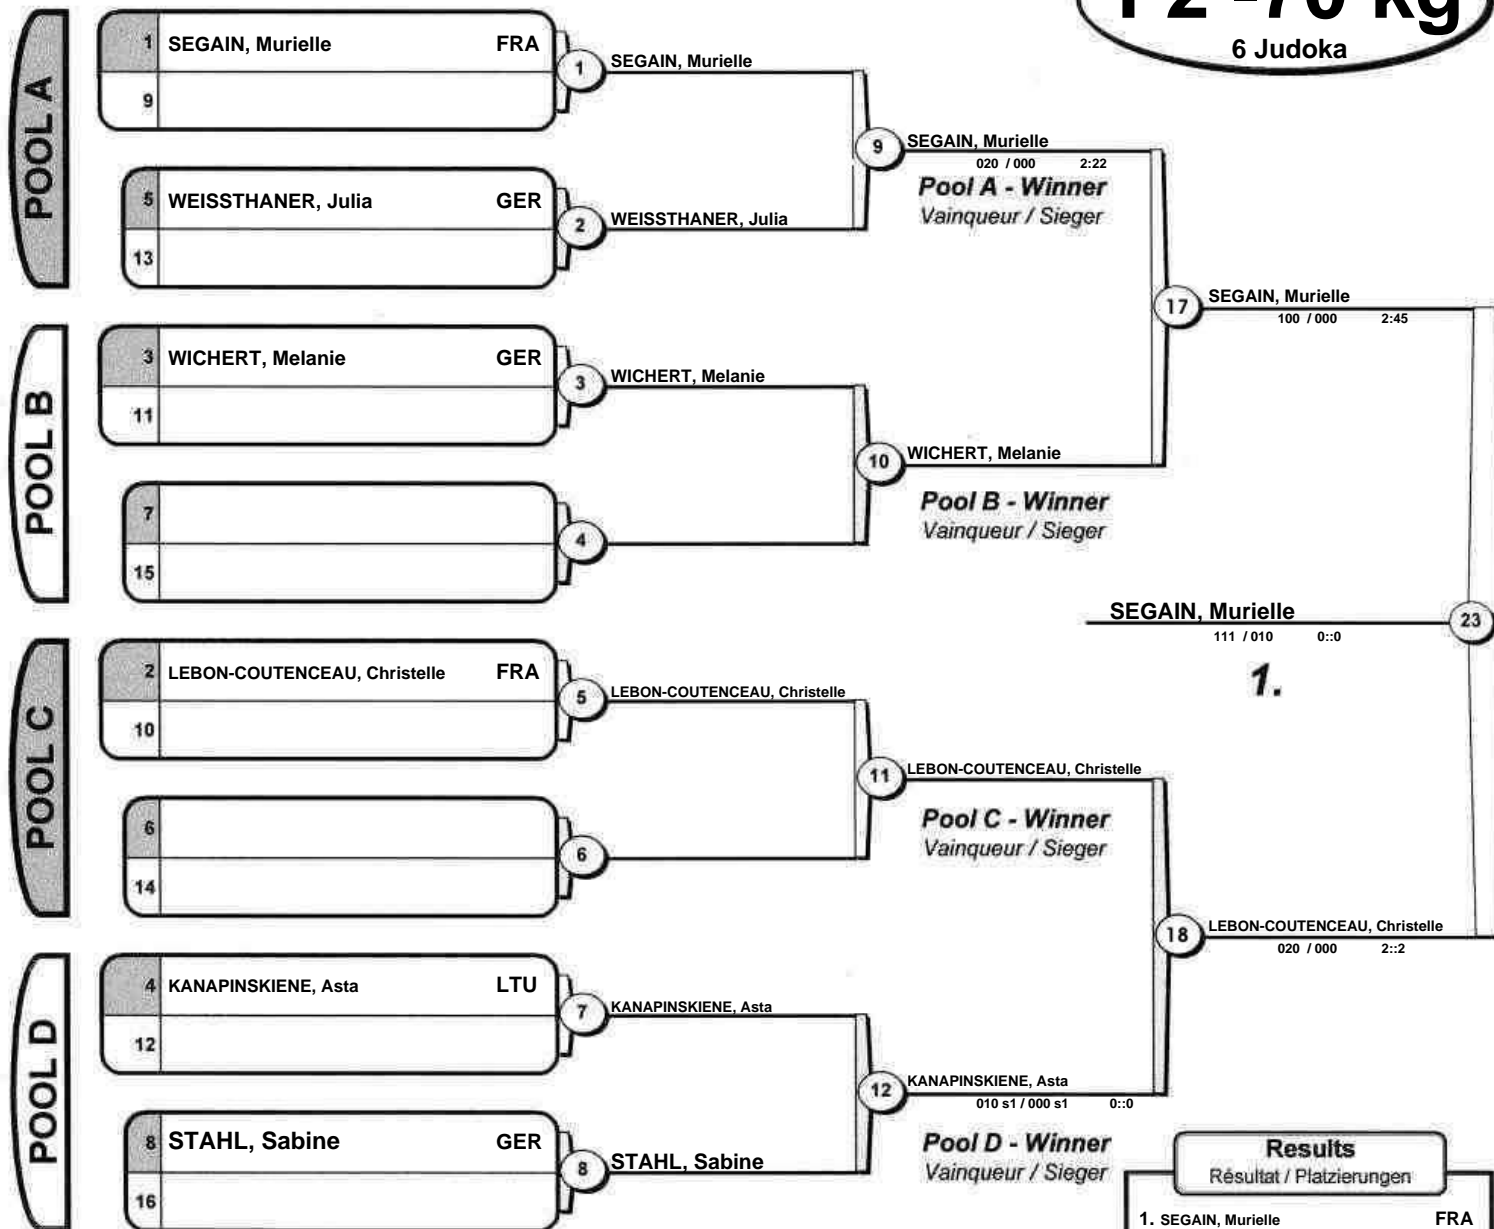 -70 kg
6 Judoka
POOL A
1 SEGAIN, Murielle FRA
9
5 WEISSTHANER, Julia GER
13
1 SEGAIN, Murielle
2 WEISSTHANER, Julia
9 SEGAIN, Murielle
020 / 000 2:22
Pool A - Winner
Vainqueur / Sieger
POOL B
3 WICHERT, Melanie GER
11
7
15
3 WICHERT, Melanie
4
10 WICHERT, Melanie
Pool B - Winner
Vainqueur / Sieger
17 SEGAIN, Murielle
100 / 000 2:45
SEGAIN, Murielle 23
111 / 010 0::0
1.
POOL C
2 LEBON-COUTENCEAU, Christelle FRA
10
6
14
5 LEBON-COUTENCEAU, Christelle
6
11 LEBON-COUTENCEAU, Christelle
Pool C - Winner
Vainqueur / Sieger
18 LEBON-COUTENCEAU, Christelle
020 / 000 2::2
POOL D
4 KANAPINSKIENE, Asta LTU
12
8 STAHL, Sabine GER
16
7 KANAPINSKIENE, Asta
8 STAHL, Sabine
12 KANAPINSKIENE, Asta
010 s1 / 000 s1 0::0
Pool D - Winner
Vainqueur / Sieger
Results
Résultat / Platzierungen
1. SEGAIN, Murielle FRA